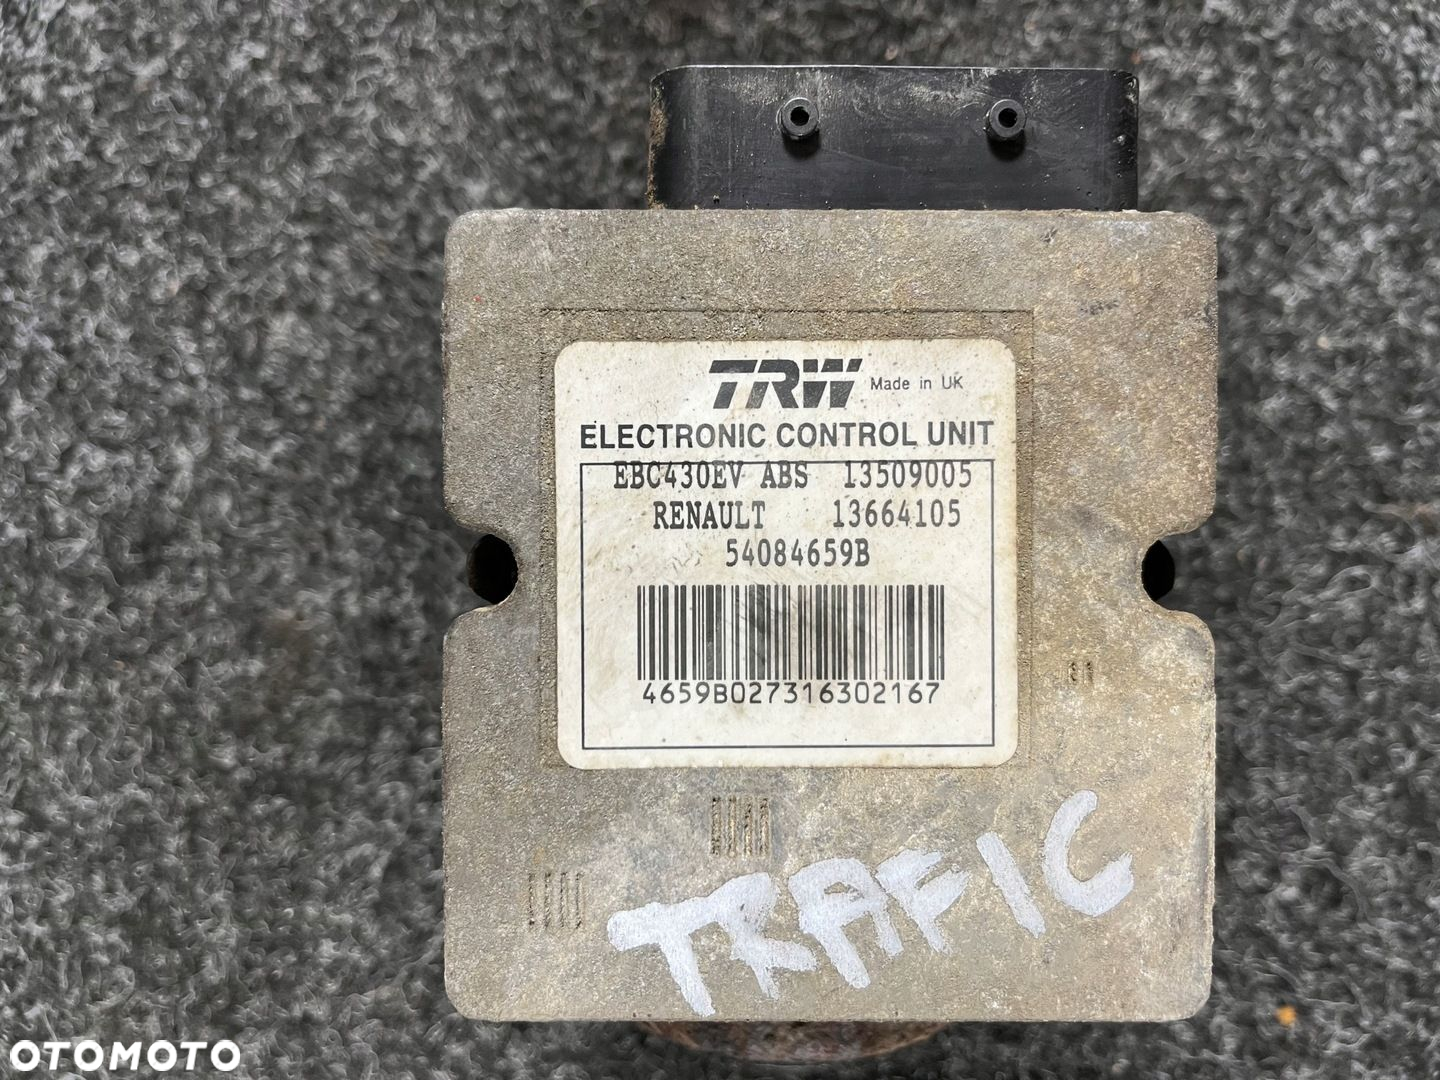 TRW Made in UK
ELECTRONIC CONTROL UNIT
EBC430EV ABS 13509005
RENAULT 13664105
54084659B
4659B027316302167
TRAFIC
OTOMOTO